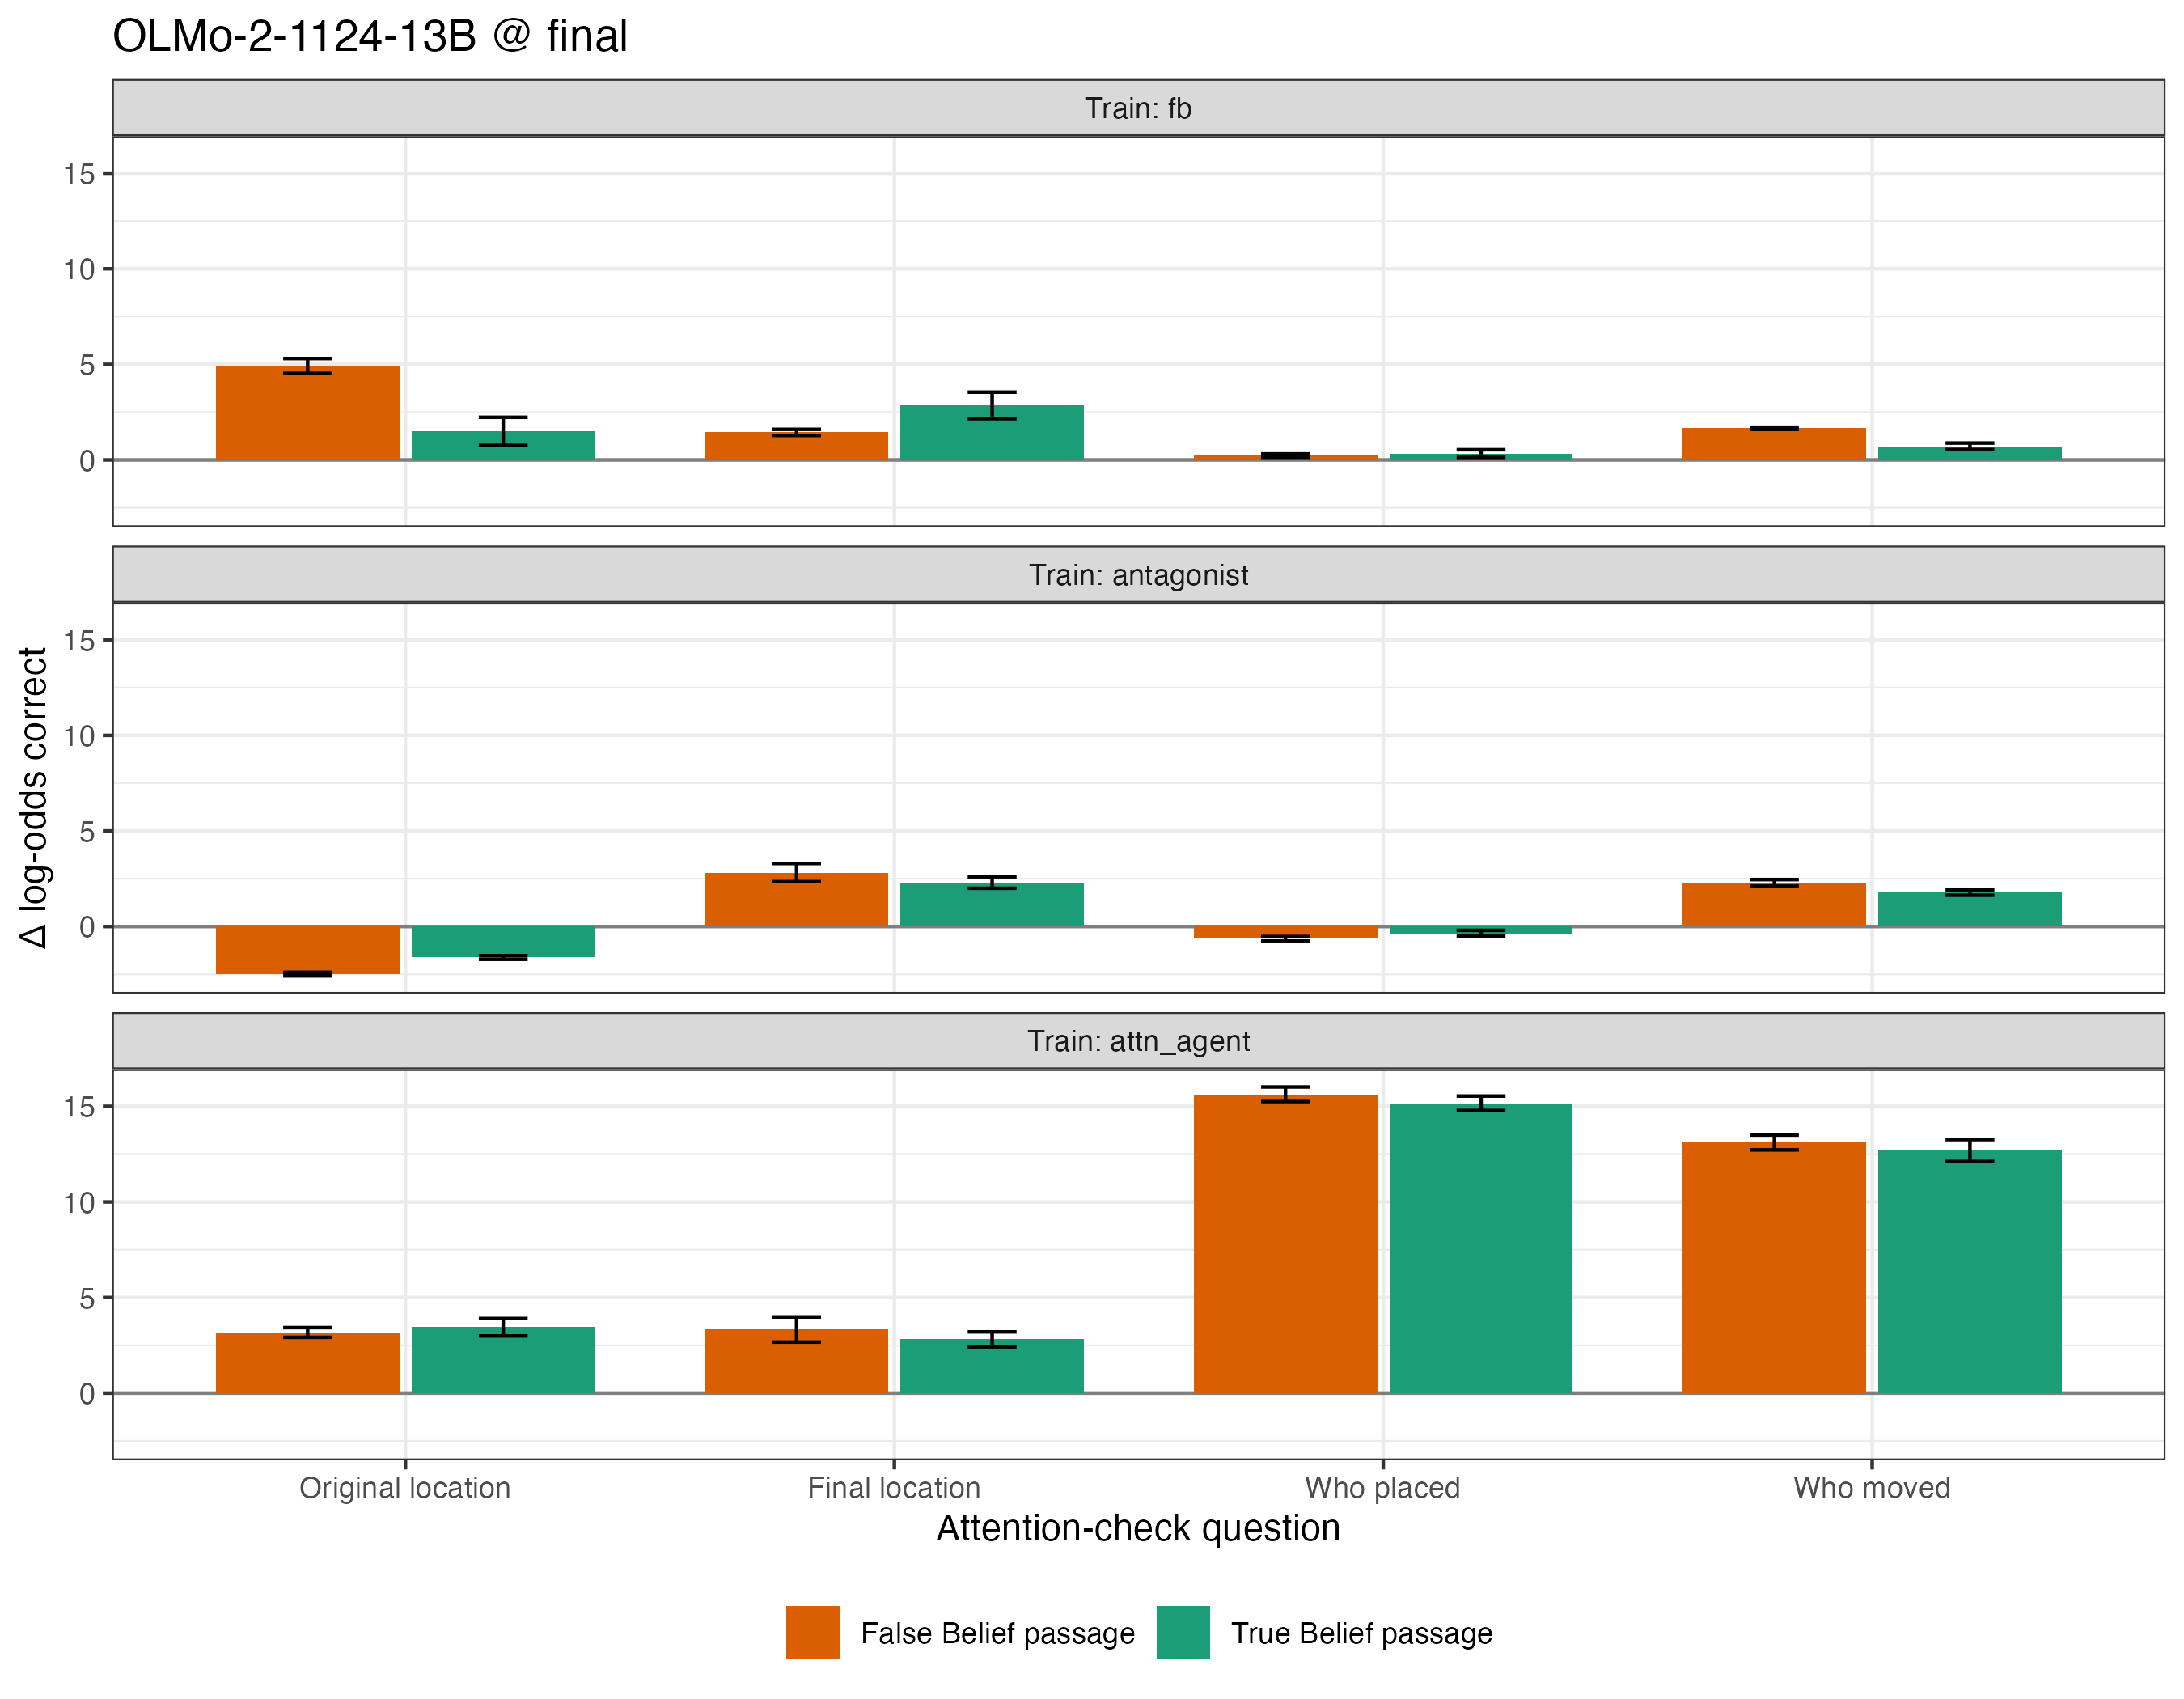 OLMo-2-1124-13B @ final
Train: fb
15
10
5
0
Train: antagonist
15
10
5
0
Train: attn_agent
15
10
5
0
Δ log-odds correct
Original location
Final location
Who placed
Who moved
Attention-check question
False Belief passage
True Belief passage